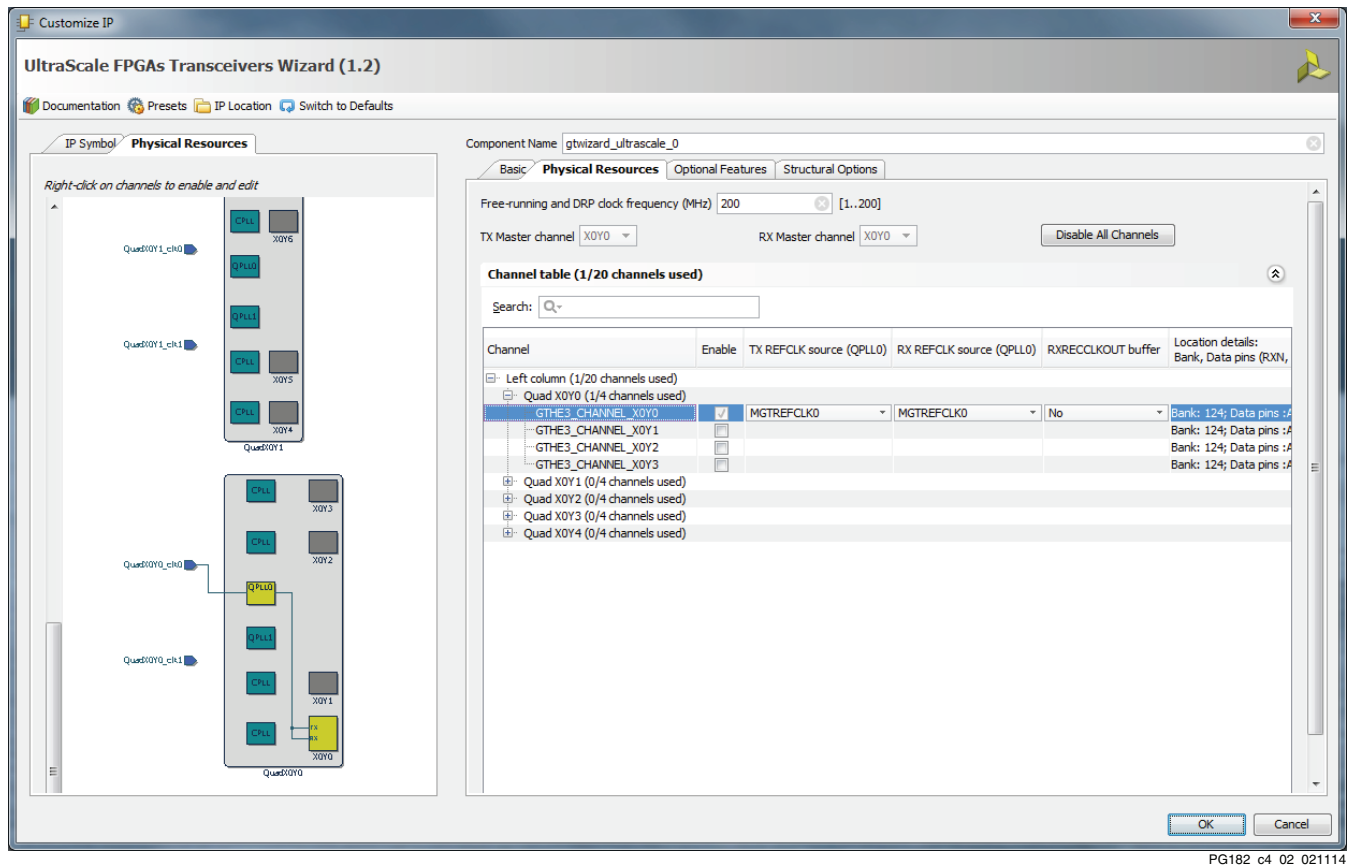 Customize IP
UltraScale FPGAs Transceivers Wizard (1.2)
Documentation Presets IP Location Switch to Defaults
IP Symbol Physical Resources
Right-click on channels to enable and edit
CPLL
X0Y6
QuadX0Y1_clk0
QPLL0
QPLL1
QuadX0Y1_clk1
CPLL
X0Y5
CPLL
X0Y4
QuadX0Y1
CPLL
X0Y3
CPLL
X0Y2
QuadX0Y0_clk0
QPLL0
QPLL1
QuadX0Y0_clk1
CPLL
X0Y1
CPLL
TX
RX
X0Y0
QuadX0Y0
Component Name gtwizard_ultrascale_0
Basic Physical Resources Optional Features Structural Options
Free-running and DRP clock frequency (MHz) 200 [1..200]
TX Master channel X0Y0 RX Master channel X0Y0 Disable All Channels
Channel table (1/20 channels used)
Search:
Channel Enable TX REFCLK source (QPLL0) RX REFCLK source (QPLL0) RXRECCLKOUT buffer Location details:
Bank, Data pins (RXN,
Left column (1/20 channels used)
Quad X0Y0 (1/4 channels used)
GTHE3_CHANNEL_X0Y0 MGTREFCLK0 MGTREFCLK0 No Bank: 124; Data pins :A
GTHE3_CHANNEL_X0Y1 Bank: 124; Data pins :A
GTHE3_CHANNEL_X0Y2 Bank: 124; Data pins :A
GTHE3_CHANNEL_X0Y3 Bank: 124; Data pins :A
Quad X0Y1 (0/4 channels used)
Quad X0Y2 (0/4 channels used)
Quad X0Y3 (0/4 channels used)
Quad X0Y4 (0/4 channels used)
OK Cancel
PG182_c4_02_021114